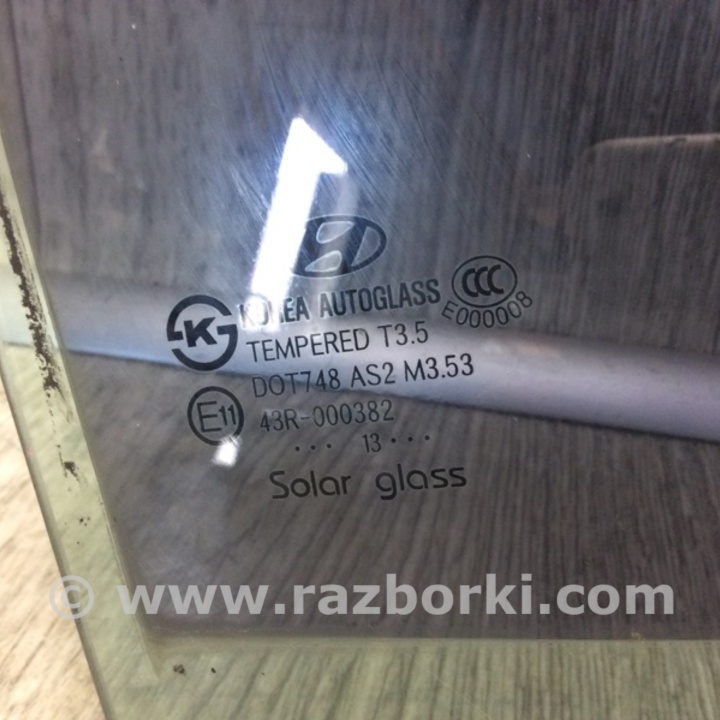 KOREA AUTOGLASS
CCC
E000008
K
TEMPERED T3.5
DOT748 AS2 M3.53
E11
43R-000382
··· 13 ···
Solar glass
© www.razborki.com